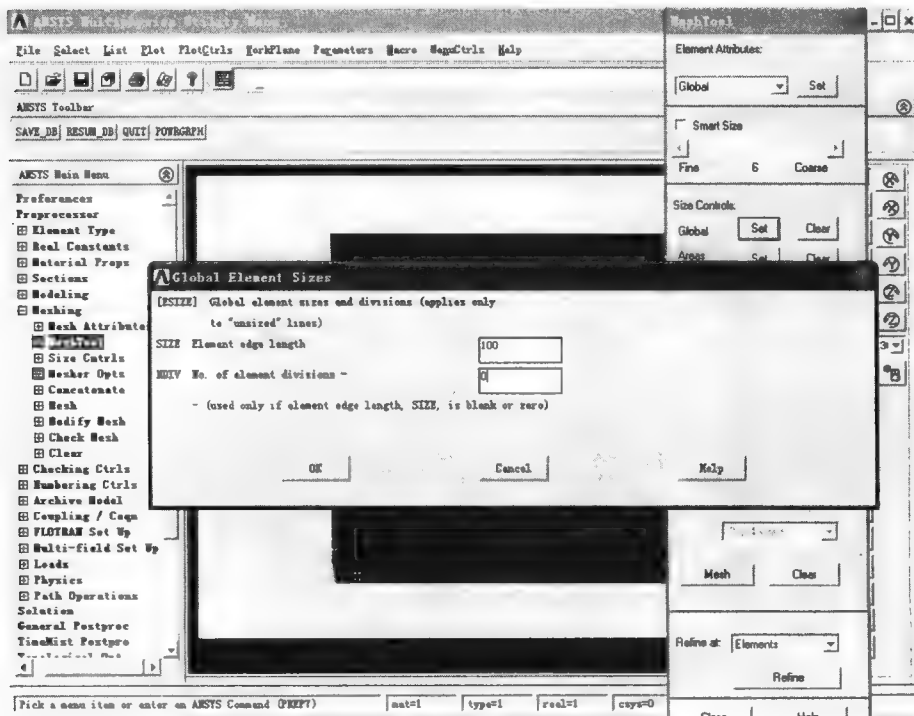 ANSYS Multiphysics Utility Menu
MeshTool
File Select List Plot PlotCtrls WorkPlane Parameters Macro MenuCtrls Help
Element Attributes:
Global Set
ANSYS Toolbar
SAVE_DB RESUM_DB QUIT POWRGRPH
Smart Size
Fine 6 Coarse
ANSYS Main Menu
Preferences
Preprocessor
Element Type
Real Constants
Material Props
Sections
Modeling
Meshing
Mesh Attributes
MeshTool
Size Cntrls
Mesher Opts
Concatenate
Mesh
Modify Mesh
Check Mesh
Clear
Checking Ctrls
Numbering Ctrls
Archive Model
Coupling / Ceqn
FLOTRAN Set Up
Multi-field Set Up
Loads
Physics
Path Operations
Solution
General Postproc
TimeHist Postpro
Size Controls:
Global Set Clear
Areas Set Clear
Global Element Sizes
[ESIZE] Global element sizes and divisions (applies only
to "unsized" lines)
SIZE Element edge length 100
NDIV No. of element divisions - 0
- (used only if element edge length, SIZE, is blank or zero)
OK Cancel Help
Mesh Clear
Refine at: Elements
Refine
Close Help
Pick a menu item or enter an ANSYS Command (PREP7) mat=1 type=1 real=1 csys=0